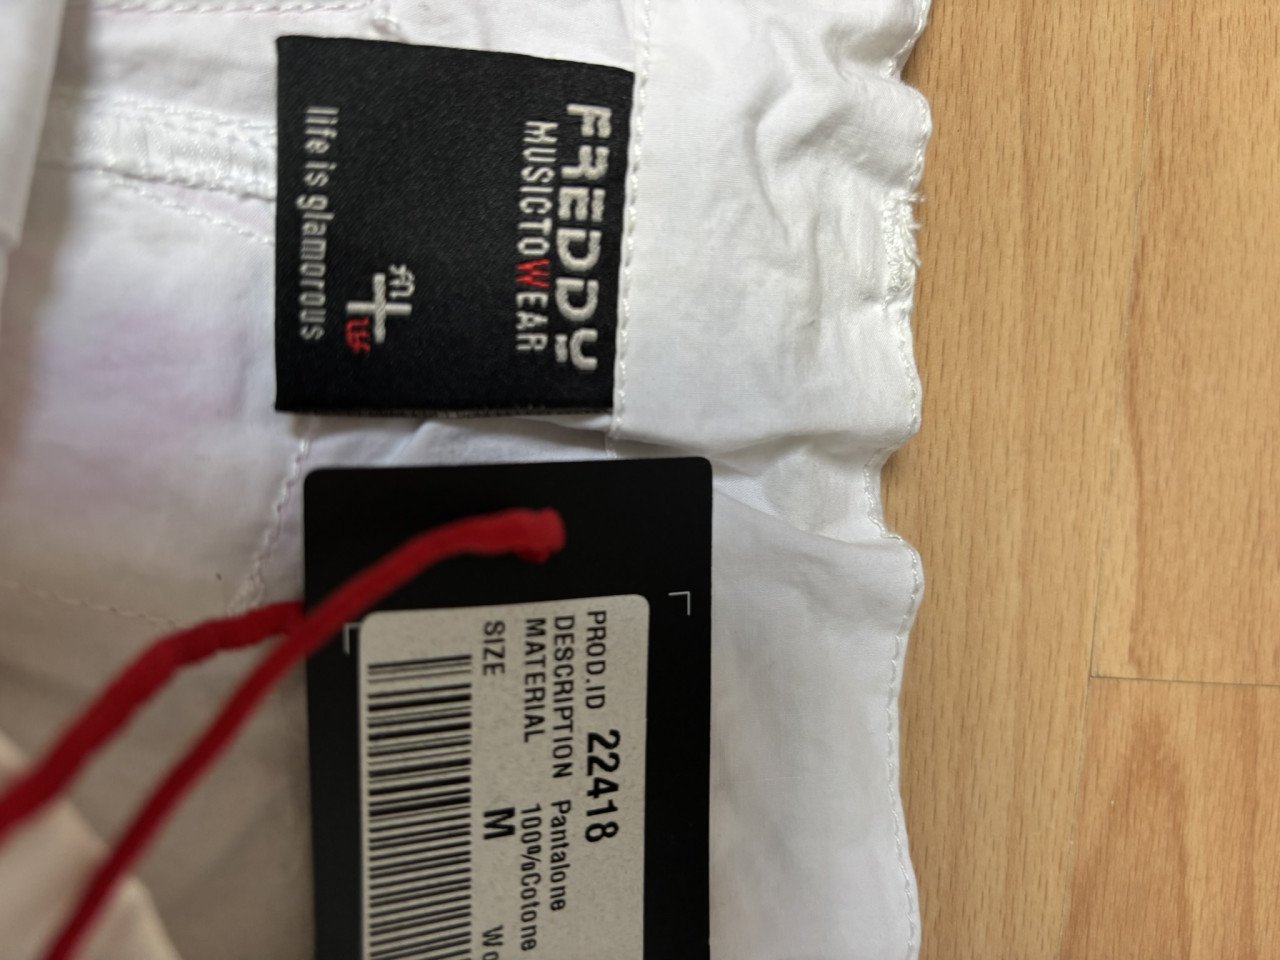 FREDDY
MUSICTOWEAR
m
w
life is glamorous
PROD.ID 22418
DESCRIPTION Pantalone
MATERIAL 100%Cotone
SIZE M